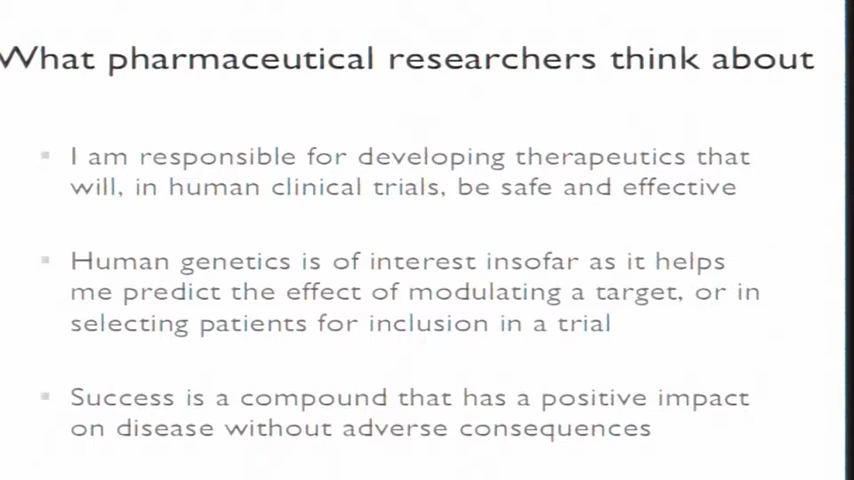 What pharmaceutical researchers think about
I am responsible for developing therapeutics that
will, in human clinical trials, be safe and effective
Human genetics is of interest insofar as it helps
me predict the effect of modulating a target, or in
selecting patients for inclusion in a trial
Success is a compound that has a positive impact
on disease without adverse consequences